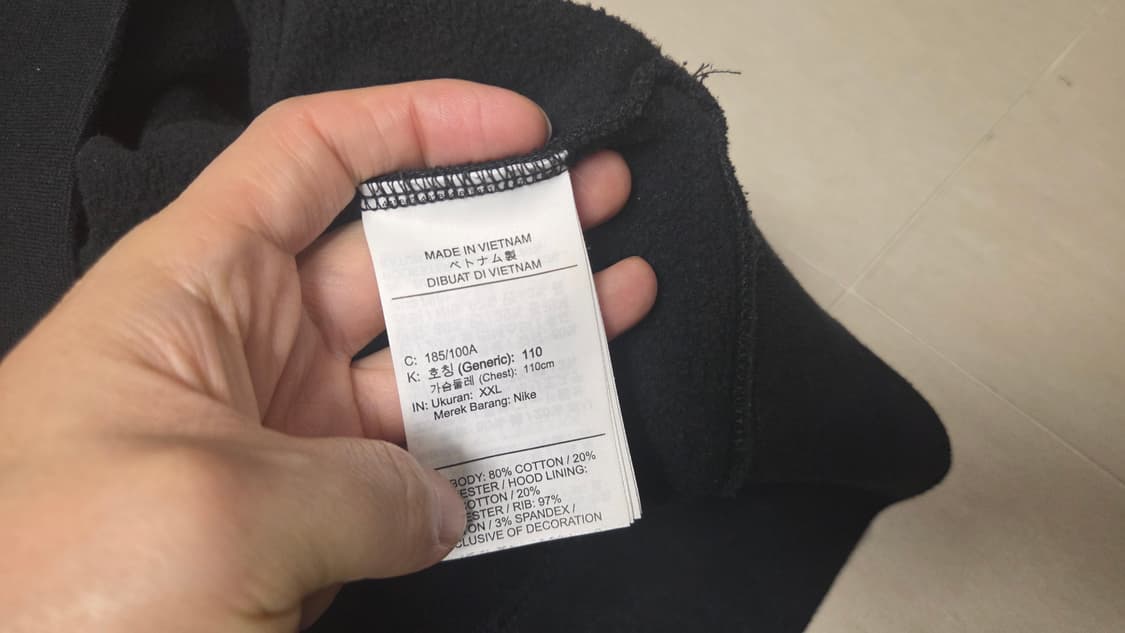 MADE IN VIETNAM
ベトナム製
DIBUAT DI VIETNAM
C: 185/100A
K: 호칭 (Generic): 110
가슴둘레 (Chest): 110cm
IN: Ukuran: XXL
Merek Barang: Nike
BODY: 80% COTTON / 20%
ESTER / HOOD LINING:
OTTON / 20%
ESTER / RIB: 97%
ON / 3% SPANDEX /
CLUSIVE OF DECORATION